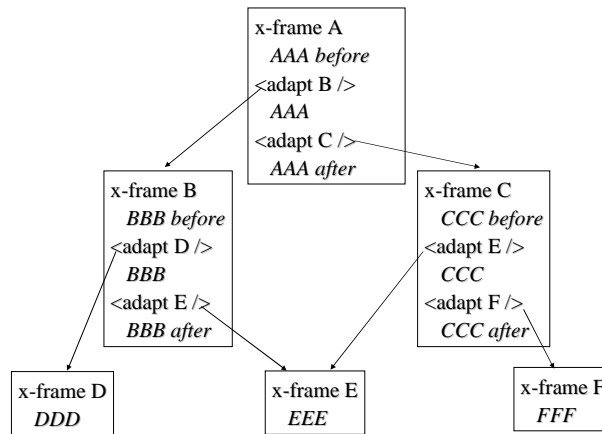 x-frame A
AAA before
<adapt B />
AAA
<adapt C />
AAA after
x-frame B
BBB before
<adapt D />
BBB
<adapt E />
BBB after
x-frame C
CCC before
<adapt E />
CCC
<adapt F />
CCC after
x-frame D
DDD
x-frame E
EEE
x-frame F
FFF